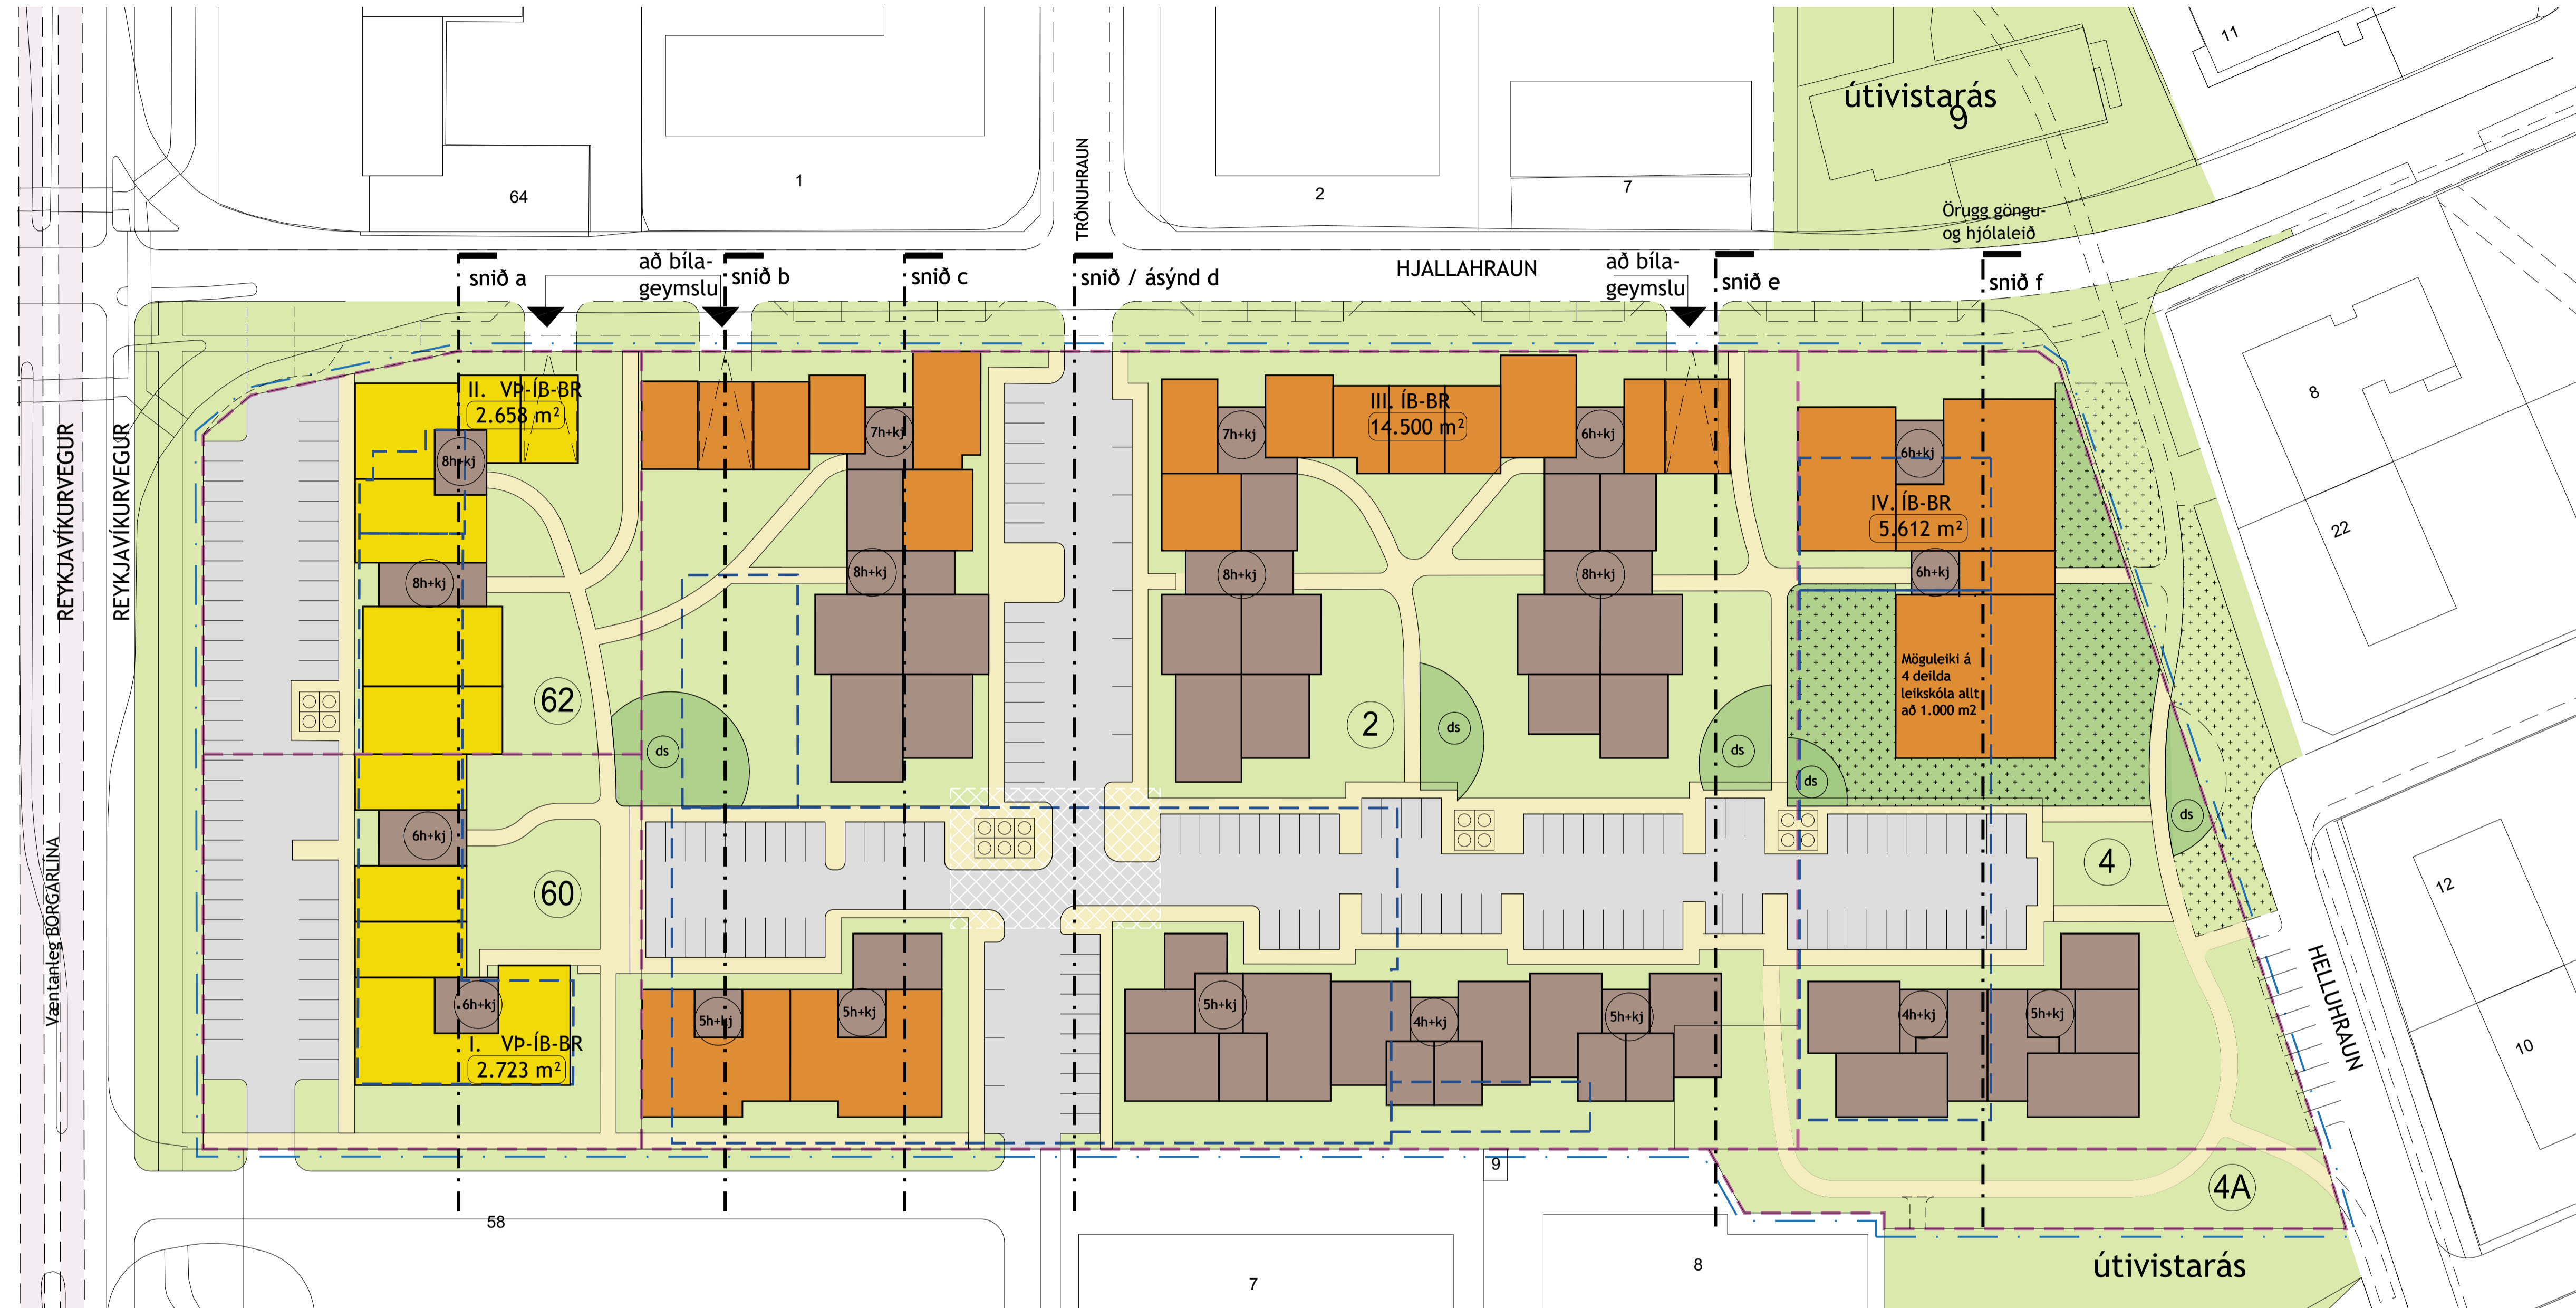 11
útivistarás
9
64
1
2
7
TRÖNUHRAUN
Örugg göngu-
og hjólaleið
snið a
að bíla-
geymslu
snið b
snið c
snið / ásýnd d
HJALLAHRAUN
að bíla-
geymslu
snið e
snið f
REYKJAVÍKURVEGUR
REYKJAVÍKURVEGUR
Væntanleg BORGARLÍNA
II. VÞ-ÍB-BR
2.658 m²
8h+kj
8h+kj
7h+kj
8h+kj
III. ÍB-BR
14.500 m²
7h+kj
6h+kj
8h+kj
8h+kj
6h+kj
IV. ÍB-BR
5.612 m²
6h+kj
Möguleiki á
4 deilda
leikskóla allt
að 1.000 m2
8
22
62
ds
2
ds
ds
ds
ds
6h+kj
60
4
12
10
6h+kj
I. VÞ-ÍB-BR
2.723 m²
5h+kj
5h+kj
5h+kj
4h+kj
5h+kj
4h+kj
5h+kj
HELLUHRAUN
9
4A
58
7
8
útivistarás